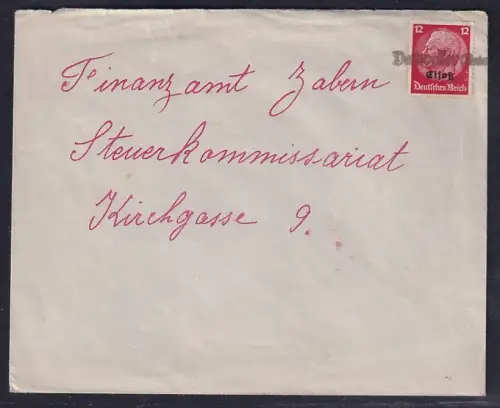 12 12
Elsaß
Deutsches Reich
Finanzamt Zabern
Steuerkommissariat
Kirchgasse 9.